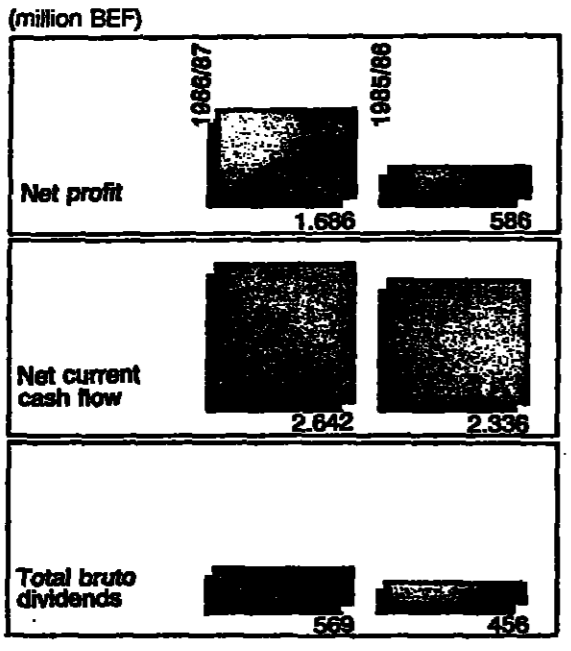 (million BEF)
1986/87
1985/86
Net profit
1.686
586
Net current
cash flow
2.642
2.336
Total bruto
dividends
569
456